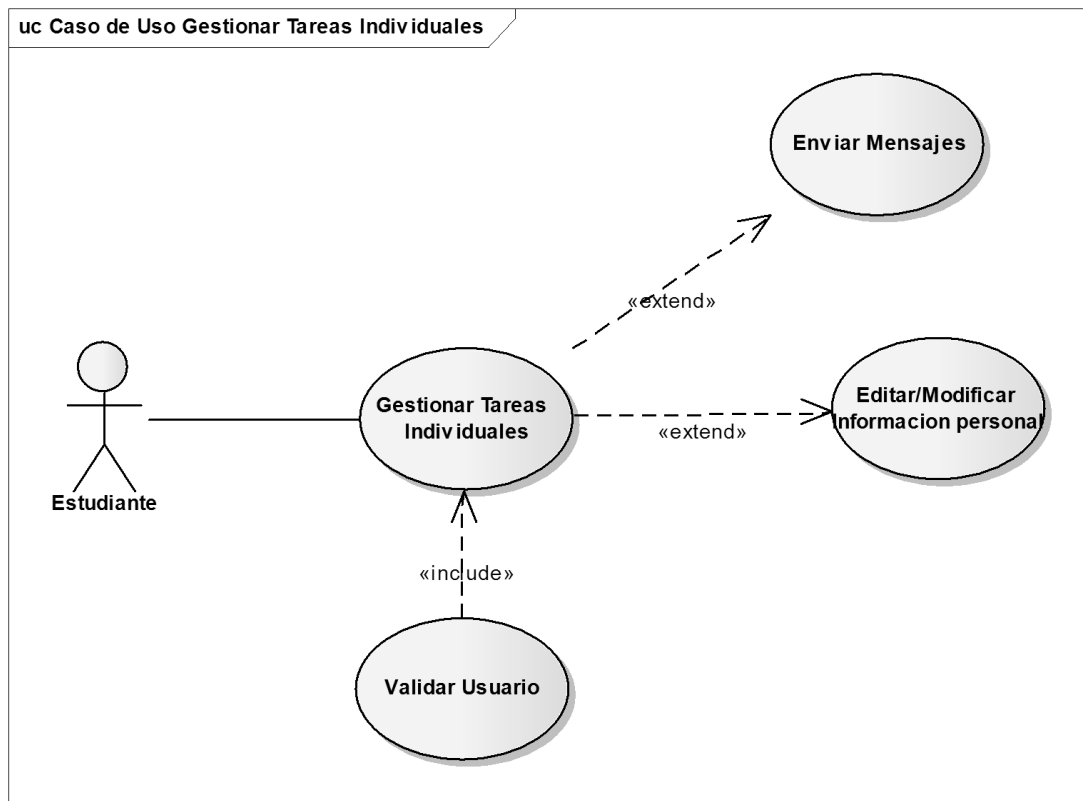 uc Caso de Uso Gestionar Tareas Individuales
Enviar Mensajes
«extend»
Gestionar Tareas
Individuales
Editar/Modificar
Informacion personal
«extend»
Estudiante
«include»
Validar Usuario